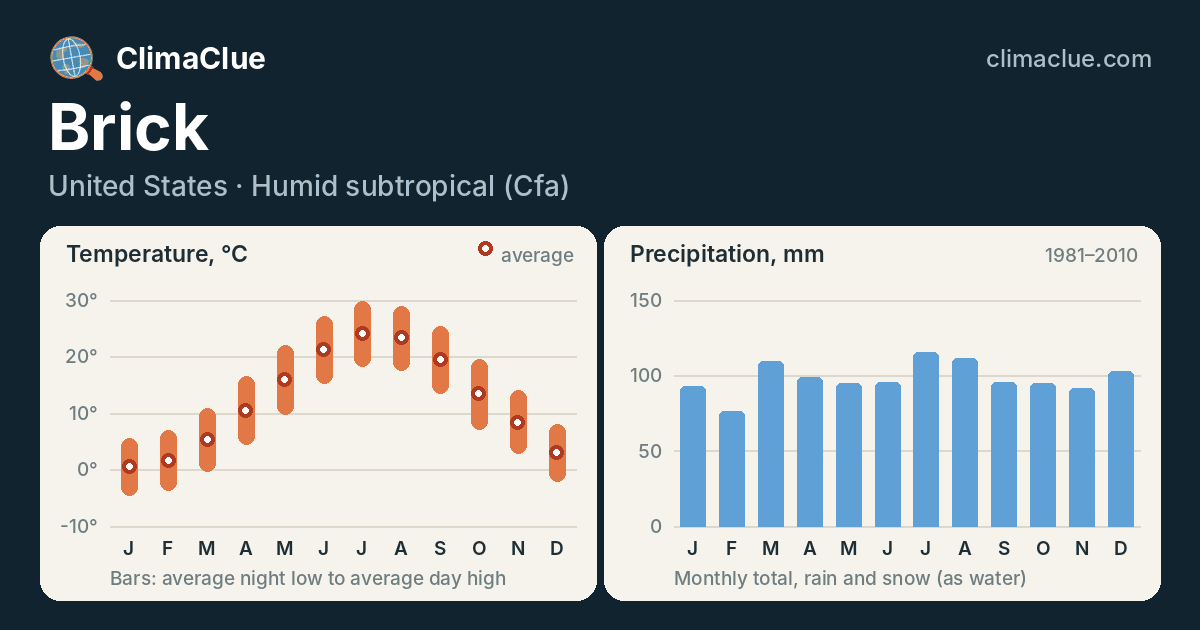 ClimaClue
climaclue.com
Brick
United States · Humid subtropical (Cfa)
Temperature, °C
average
30°
20°
10°
0°
-10°
J F M A M J J A S O N D
Bars: average night low to average day high
Precipitation, mm
1981–2010
150
100
50
0
J F M A M J J A S O N D
Monthly total, rain and snow (as water)